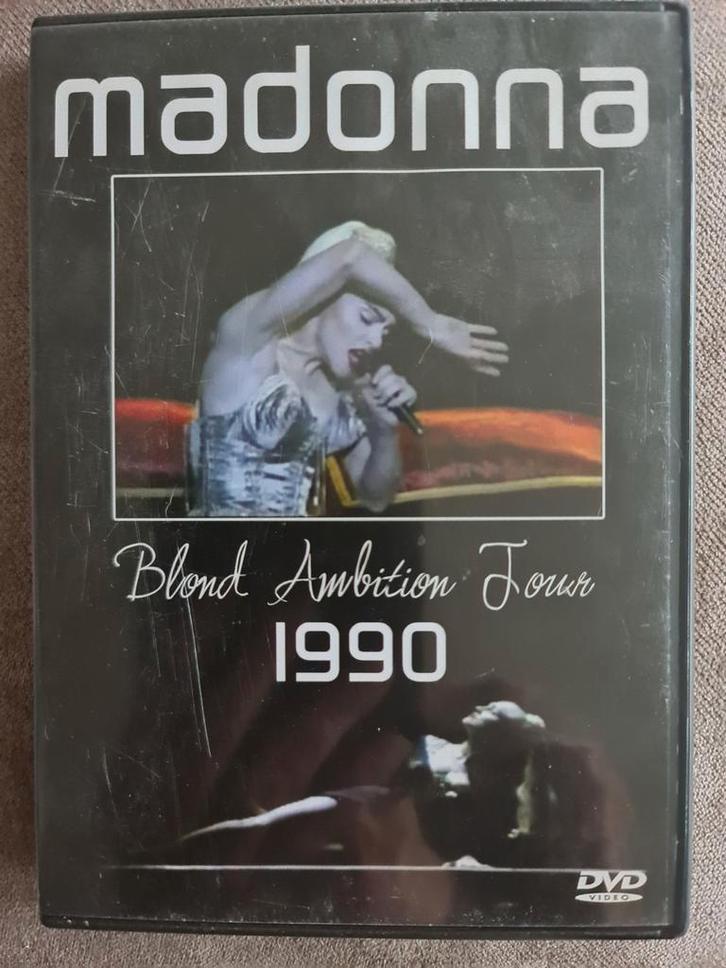 madonna
Blond Ambition Tour
1990
DVD
VIDEO